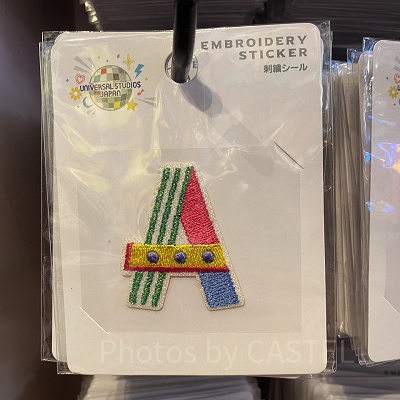 UNIVERSAL STUDIOS
JAPAN
EMBROIDERY
STICKER
刺繍シール
A
Photos by CASTEL